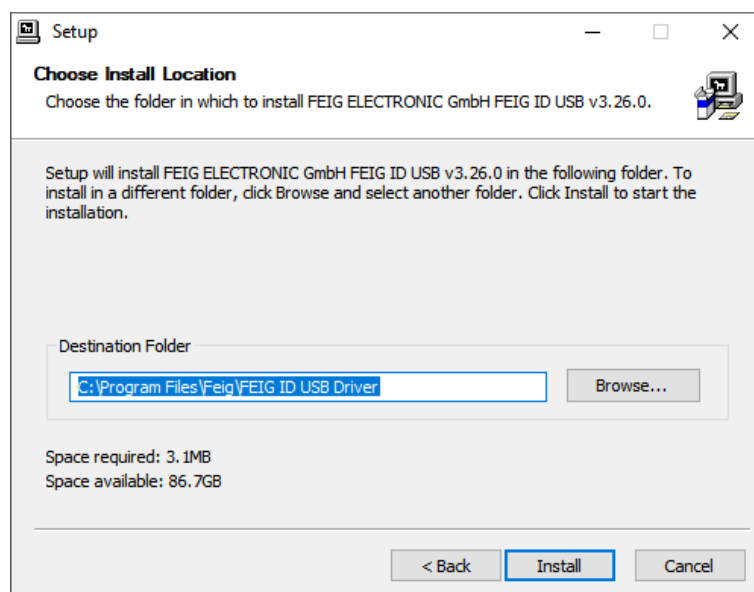 Setup
Choose Install Location
Choose the folder in which to install FEIG ELECTRONIC GmbH FEIG ID USB v3.26.0.
Setup will install FEIG ELECTRONIC GmbH FEIG ID USB v3.26.0 in the following folder. To
install in a different folder, click Browse and select another folder. Click Install to start the
installation.
Destination Folder
C:\Program Files\Feig\FEIG ID USB Driver
Browse...
Space required: 3.1MB
Space available: 86.7GB
< Back
Install
Cancel